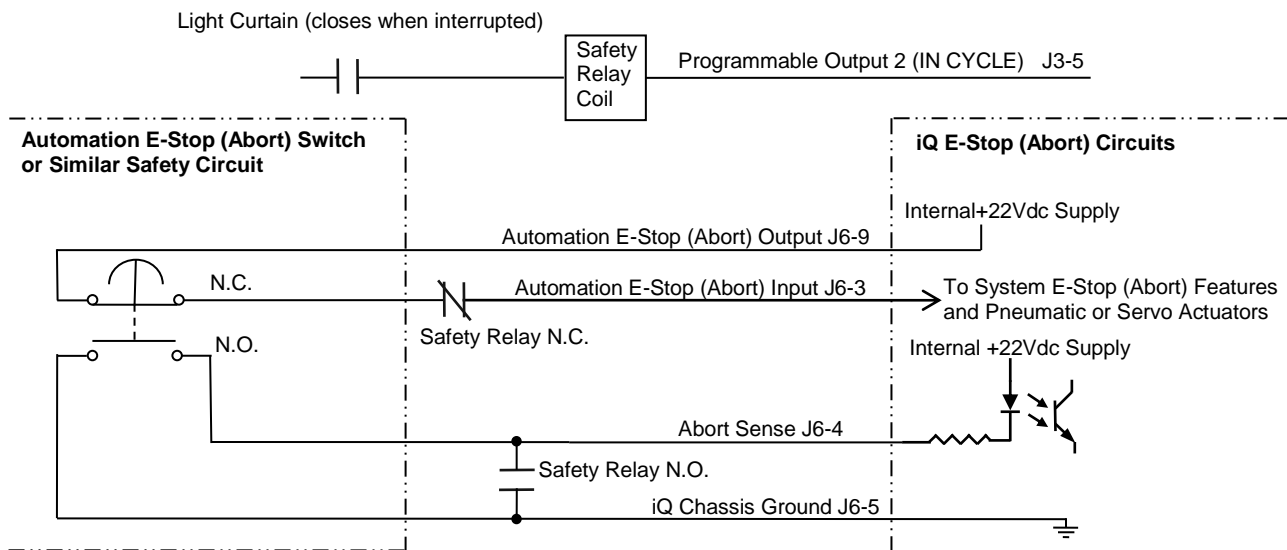 Light Curtain (closes when interrupted)
Safety
Relay
Coil
Programmable Output 2 (IN CYCLE) J3-5
Automation E-Stop (Abort) Switch
or Similar Safety Circuit
iQ E-Stop (Abort) Circuits
Internal+22Vdc Supply
Automation E-Stop (Abort) Output J6-9
N.C.
Automation E-Stop (Abort) Input J6-3
To System E-Stop (Abort) Features
and Pneumatic or Servo Actuators
Safety Relay N.C.
N.O.
Internal +22Vdc Supply
Abort Sense J6-4
Safety Relay N.O.
iQ Chassis Ground J6-5